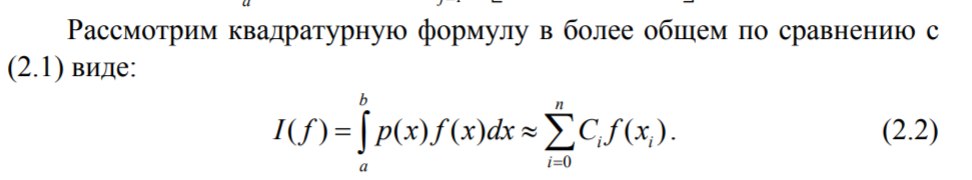 Рассмотрим квадратурную формулу в более общем по сравнению с
(2.1) виде:
I(f) = ∫_a^b p(x)f(x)dx ≈ ∑_{i=0}^n C_i f(x_i). (2.2)